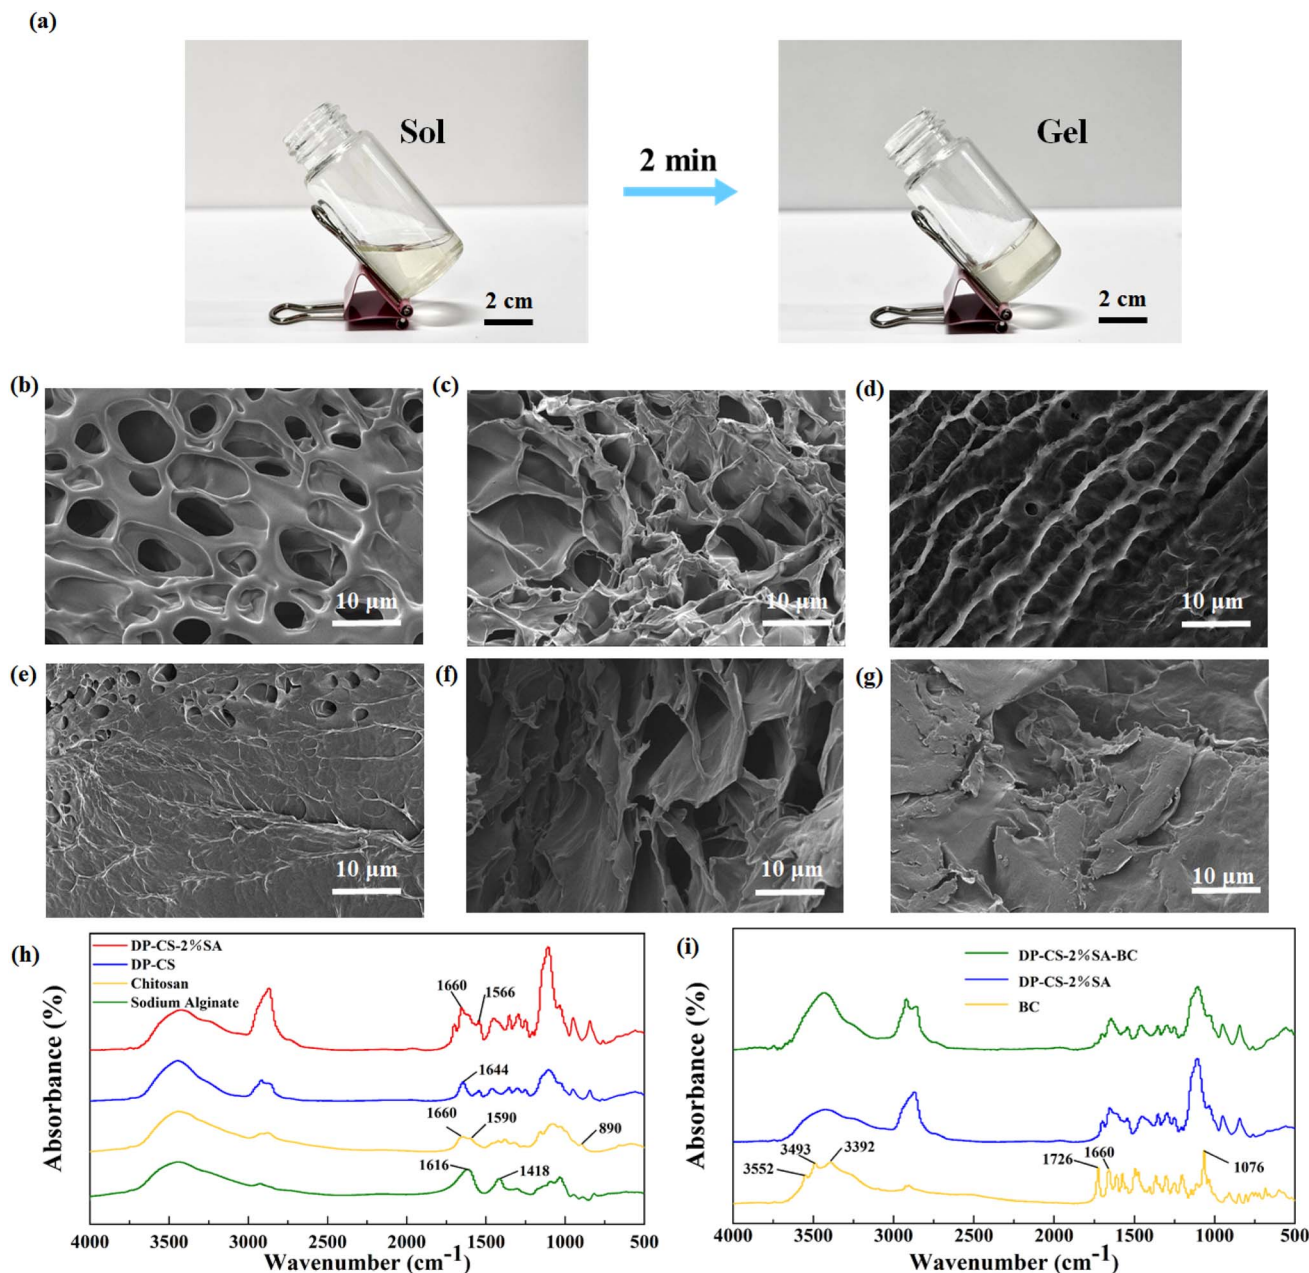 (a)
Sol
2 min
Gel
2 cm
2 cm
(b)
(c)
(d)
10 μm
10 μm
10 μm
(e)
(f)
(g)
10 μm
10 μm
10 μm
(h)
DP-CS-2%SA
DP-CS
Chitosan
Sodium Alginate
1660
1566
1644
1660
1590
890
1616
1418
Absorbance (%)
4000 3500 3000 2500 2000 1500 1000 500
Wavenumber (cm-1)
(i)
DP-CS-2%SA-BC
DP-CS-2%SA
BC
3493
3392
3552
1726
1660
1076
Absorbance (%)
4000 3500 3000 2500 2000 1500 1000 500
Wavenumber (cm-1)